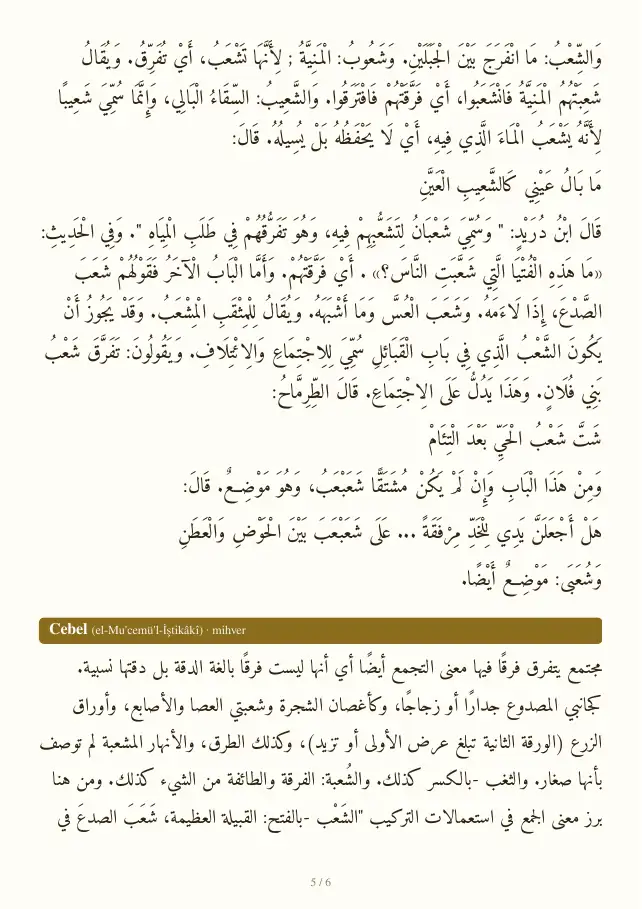 وَالشِّعْبُ: مَا انْفَرَجَ بَيْنَ الْجَبَلَيْنِ. وَشَعُوبُ: الْمَنِيَّةُ ; لِأَنَّهَا تَشْعَبُ، أَيْ تُفَرِّقُ. وَيُقَالُ
شَعِبَتْهُمُ الْمَنِيَّةُ فَانْشَعَبُوا، أَيْ فَرَّقَتْهُمْ فَافْتَرَقُوا. وَالشَّعِيبُ: السِّقَاءُ الْبَالِي، وَإِنَّمَا سُمِّيَ شَعِيبًا
لِأَنَّهُ يَشْعَبُ الْمَاءَ الَّذِي فِيهِ، أَيْ لَا يَحْفَظُهُ بَلْ يُسِيلُهُ. قَالَ:
مَا بَالُ عَيْنِي كَالشَّعِيبِ الْعَيَّنِ
قَالَ ابْنُ دُرَيْدٍ: " وَسُمِّيَ شَعْبَانُ لِتَشَعُّبِهِمْ فِيهِ، وَهُوَ تَفَرُّقُهُمْ فِي طَلَبِ الْمِيَاهِ ". وَفِي الْحَدِيثِ:
«مَا هَذِهِ الْفُتْيَا الَّتِي شَعَّبَتِ النَّاسَ؟» . أَيْ فَرَّقَتْهُمْ. وَأَمَّا الْبَابُ الْآخَرُ فَقَوْلُهُمْ شَعَبَ
الصَّدْعَ، إِذَا لَاءَمَهُ. وَشَعَبَ الْعُسَّ وَمَا أَشْبَهَهُ. وَيُقَالُ لِلْمِثْقَبِ الْمِشْعَبُ. وَقَدْ يَجُوزُ أَنْ
يَكُونَ الشَّعْبُ الَّذِي فِي بَابِ الْقَبَائِلِ سُمِّيَ لِلِاجْتِمَاعِ وَالِائْتِلَافِ. وَيَقُولُونَ: تَفَرَّقَ شَعْبُ
بَنِي فُلَانٍ. وَهَذَا يَدُلُّ عَلَى الِاجْتِمَاعِ. قَالَ الطِّرِمَّاحُ:
شَتَّ شَعْبُ الْحَيِّ بَعْدَ الْتِئَامْ
وَمِنْ هَذَا الْبَابِ وَإِنْ لَمْ يَكُنْ مُشْتَقًّا شَعَبْعَبُ، وَهُوَ مَوْضِعٌ. قَالَ:
هَلْ أَجْعَلَنَّ يَدِي لِلْخَدِّ مِرْفَقَةً ... عَلَى شَعَبْعَبَ بَيْنَ الْحَوْضِ وَالْعَطَنِ
وَشُعَبَى: مَوْضِعٌ أَيْضًا.
Cebel (el-Mu'cemü'l-İştikâkî) · mihver
مجتمع يتفرق فرقًا فيها معنى التجمع أيضًا أي أنها ليست فرقًا بالغة الدقة بل دقتها نسبية.
كجانبي المصدوع جدارًا أو زجاجًا، وكأغصان الشجرة وشعبتي العصا والأصابع، وأوراق
الزرع (الورقة الثانية تبلغ عرض الأولى أو تزيد)، وكذلك الطرق، والأنهار المشعبة لم توصف
بأنها صغار. والثغب -بالكسر كذلك. والشُعبة: الفرقة والطائفة من الشيء كذلك. ومن هنا
برز معنى الجمع في استعمالات التركيب "الشَعْب -بالفتح: القبيلة العظيمة، شَعَبَ الصدعَ في
5 / 6